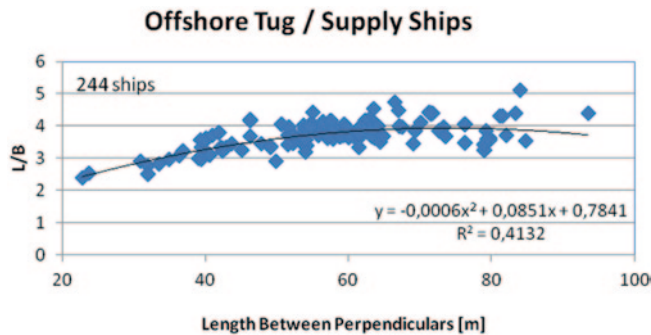 Offshore Tug / Supply Ships
6
244 ships
5
4
3
2
1
0
L/B
y = -0,0006x² + 0,0851x + 0,7841
R² = 0,4132
20 40 60 80 100
Length Between Perpendiculars [m]